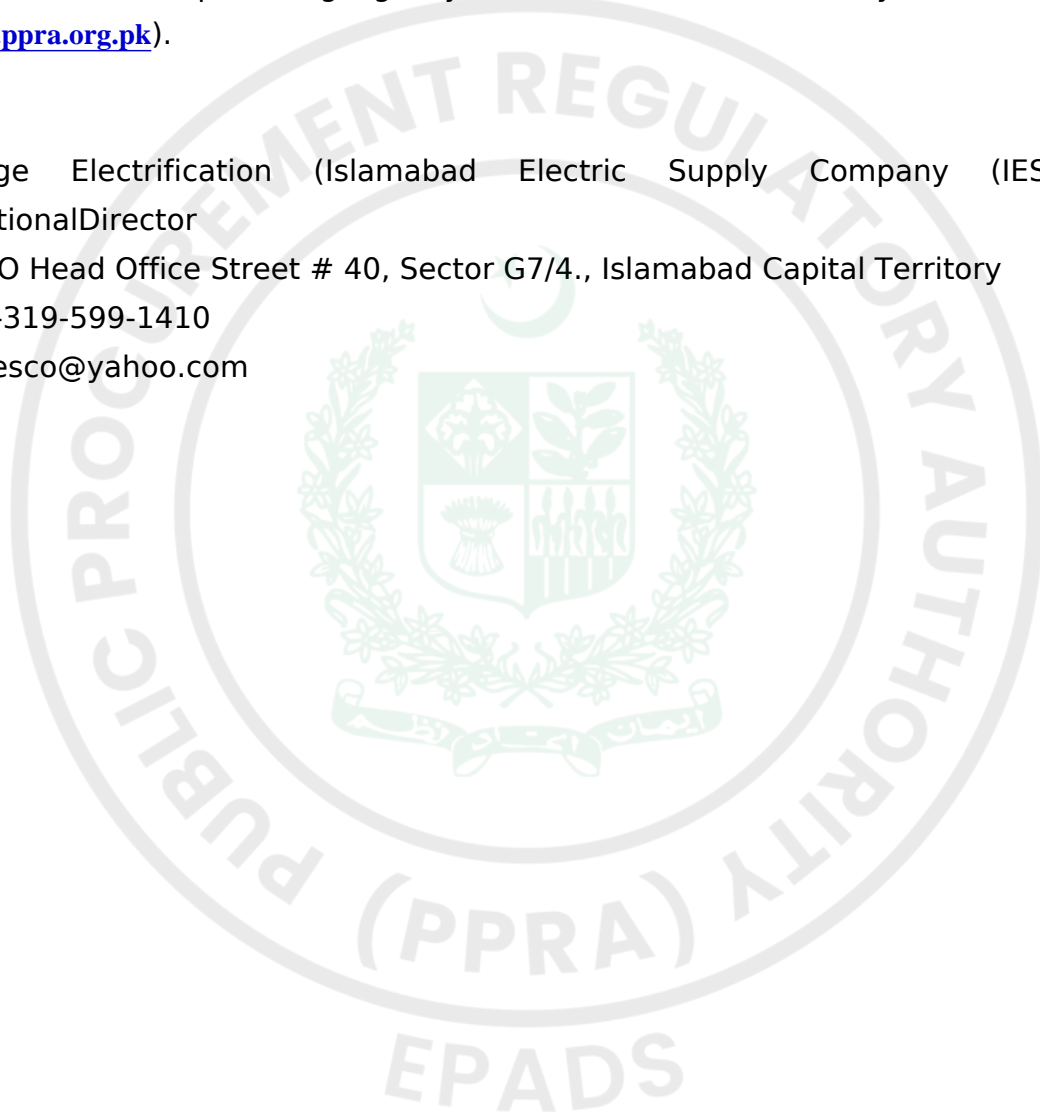 ppra.org.pk).
ge Electrification (Islamabad Electric Supply Company (IES
tionalDirector
O Head Office Street # 40, Sector G7/4., Islamabad Capital Territory
-319-599-1410
esco@yahoo.com
PUBLIC PROCUREMENT REGULATORY AUTHORITY
(PPRA)
EPADS